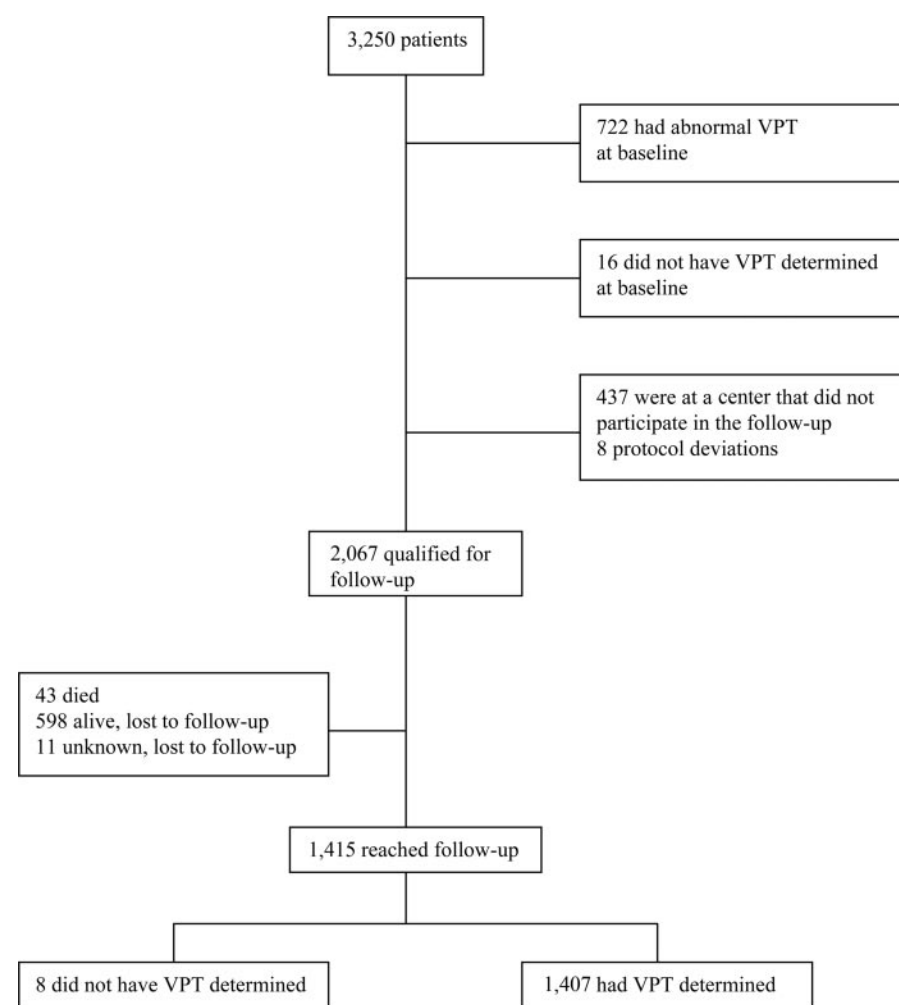 3,250 patients
722 had abnormal VPT
at baseline
16 did not have VPT determined
at baseline
437 were at a center that did not
participate in the follow-up
8 protocol deviations
2,067 qualified for
follow-up
43 died
598 alive, lost to follow-up
11 unknown, lost to follow-up
1,415 reached follow-up
8 did not have VPT determined
1,407 had VPT determined